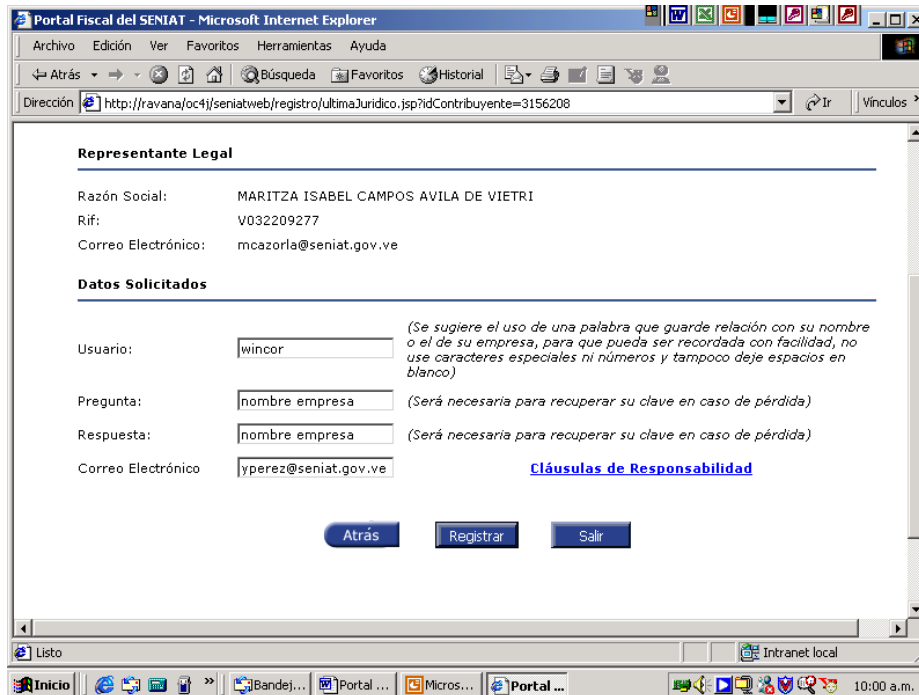 Portal Fiscal del SENIAT - Microsoft Internet Explorer
Archivo Edición Ver Favoritos Herramientas Ayuda
Atrás Búsqueda Favoritos Historial
Dirección http://ravana/oc4j/seniatweb/registro/ultimaJuridico.jsp?idContribuyente=3156208 Ir Vínculos
Representante Legal
Razón Social: MARITZA ISABEL CAMPOS AVILA DE VIETRI
Rif: V032209277
Correo Electrónico: mcazorla@seniat.gov.ve
Datos Solicitados
(Se sugiere el uso de una palabra que guarde relación con su nombre
o el de su empresa, para que pueda ser recordada con facilidad, no
Usuario: wincor use caracteres especiales ni números y tampoco deje espacios en
blanco)
Pregunta: nombre empresa (Será necesaria para recuperar su clave en caso de pérdida)
Respuesta: nombre empresa (Será necesaria para recuperar su clave en caso de pérdida)
Correo Electrónico yperez@seniat.gov.ve Cláusulas de Responsabilidad
Atrás Registrar Salir
Listo Intranet local
Inicio Bandej... Portal ... Micros... Portal ... 10:00 a.m.